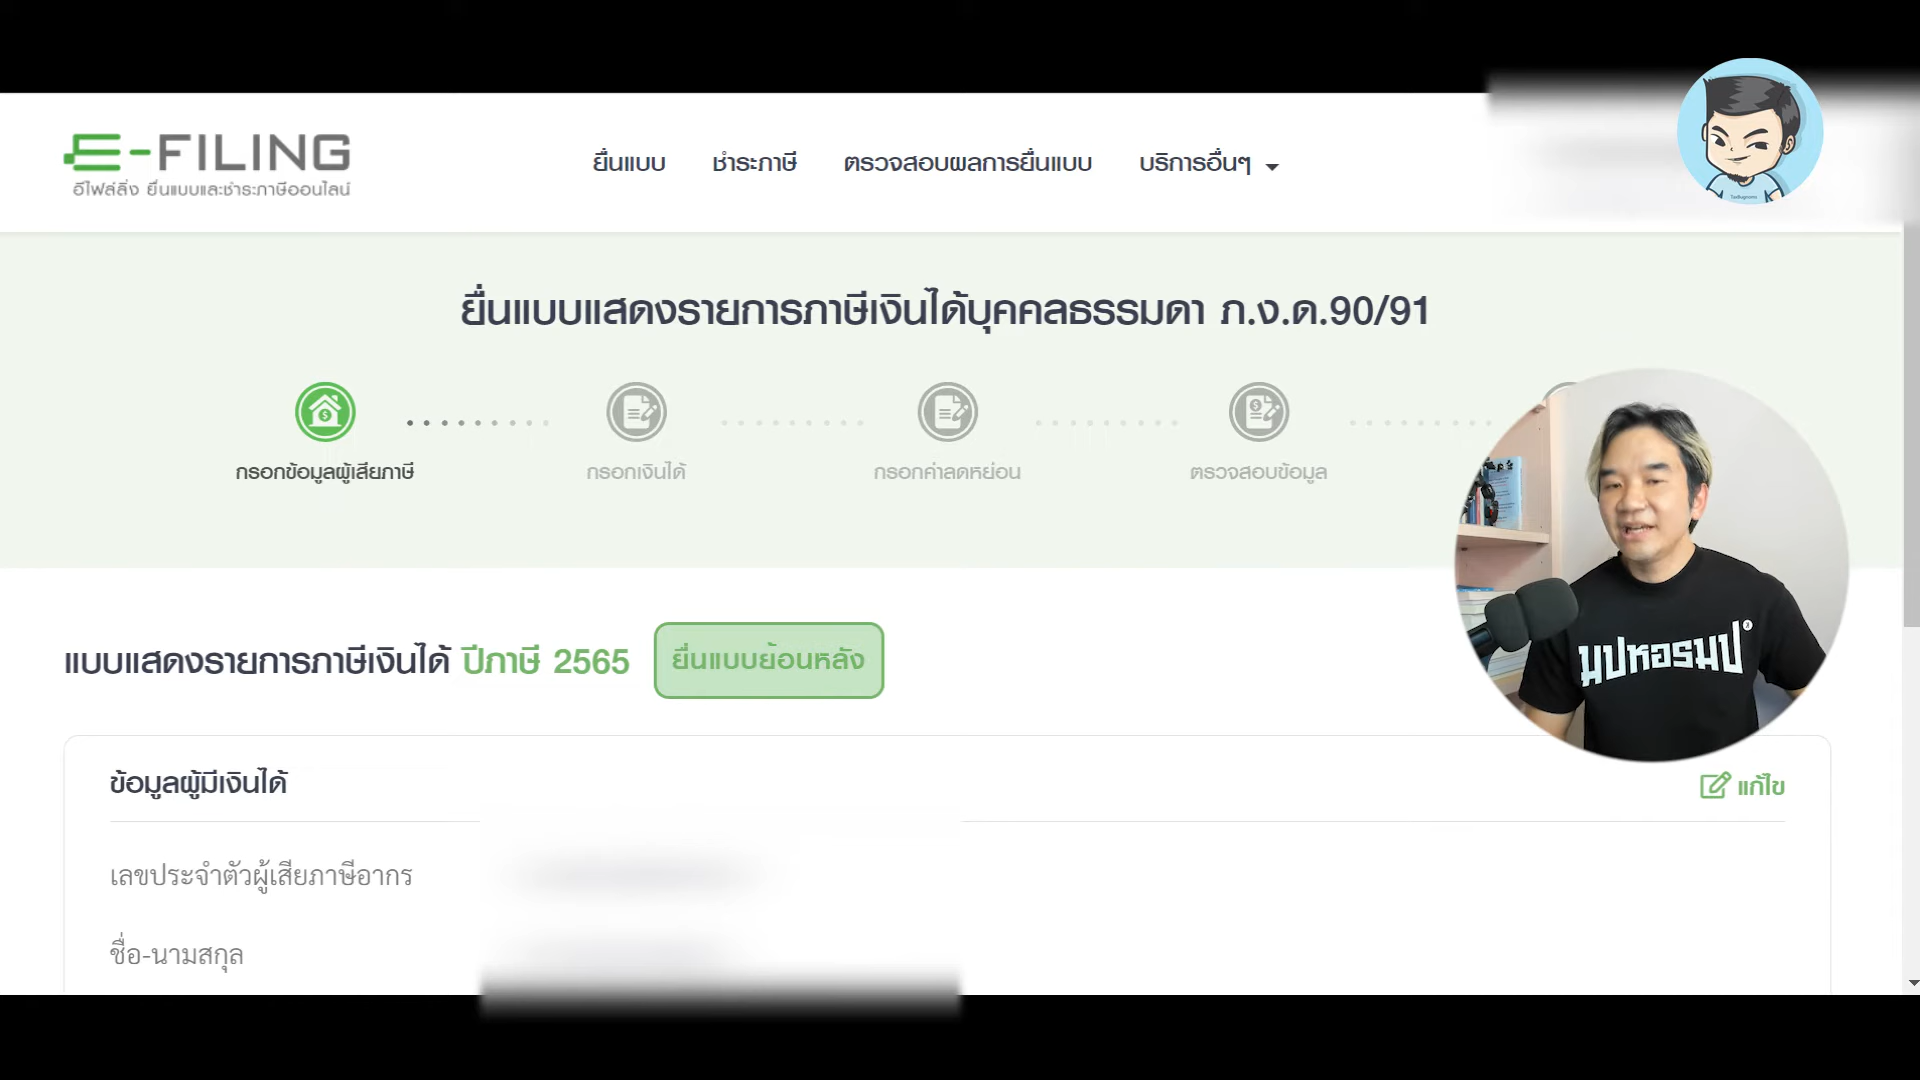 E-FILING
อีไฟล์ลิ่ง ยื่นแบบและชำระภาษีออนไลน์
ยื่นแบบ
ชำระภาษี
ตรวจสอบผลการยื่นแบบ
บริการอื่นๆ
ยื่นแบบแสดงรายการภาษีเงินได้บุคคลธรรมดา ภ.ง.ด.90/91
กรอกข้อมูลผู้เสียภาษี
กรอกเงินได้
กรอกค่าลดหย่อน
ตรวจสอบข้อมูล
แบบแสดงรายการภาษีเงินได้ ปีภาษี 2565
ยื่นแบบย้อนหลัง
ข้อมูลผู้มีเงินได้
แก้ไข
เลขประจำตัวผู้เสียภาษีอากร
ชื่อ-นามสกุล